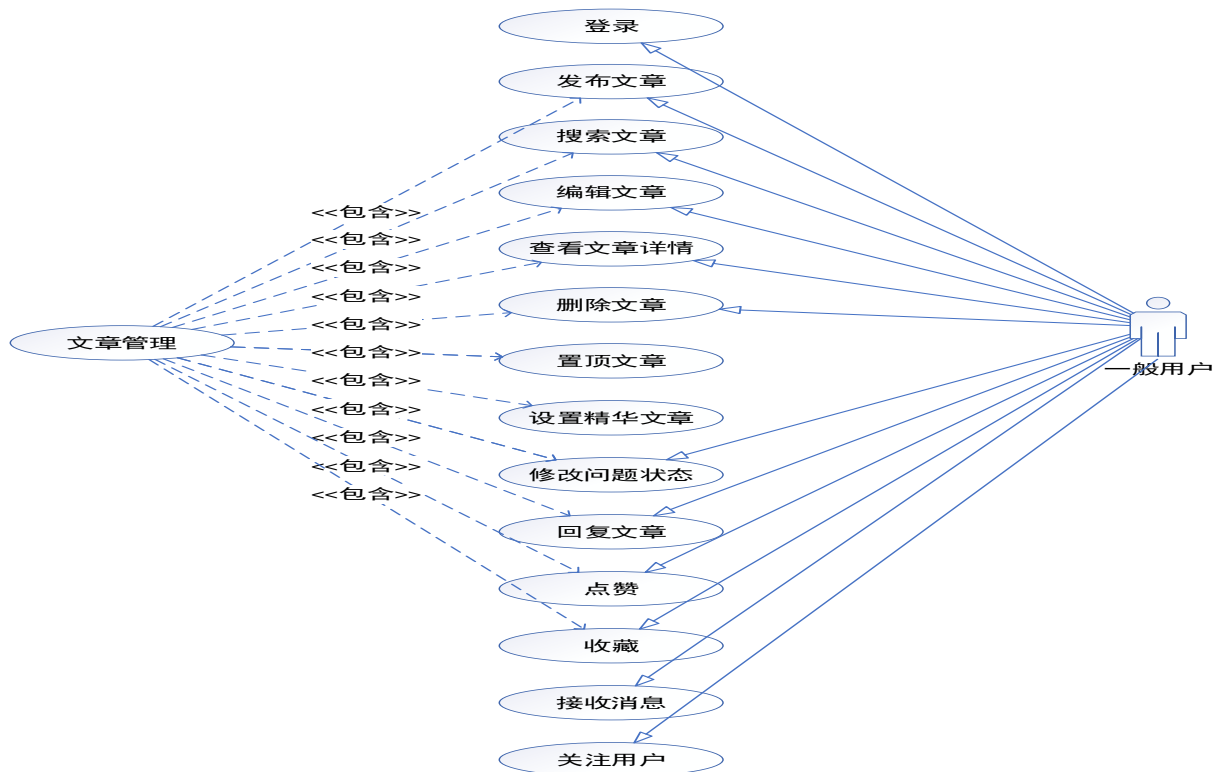 登录
发布文章
搜索文章
编辑文章
<<包含>>
<<包含>>
查看文章详情
<<包含>>
<<包含>>
删除文章
<<包含>>
文章管理
<<包含>>
置顶文章
一般用户
<<包含>>
<<包含>>
设置精华文章
<<包含>>
<<包含>>
修改问题状态
<<包含>>
回复文章
点赞
收藏
接收消息
关注用户